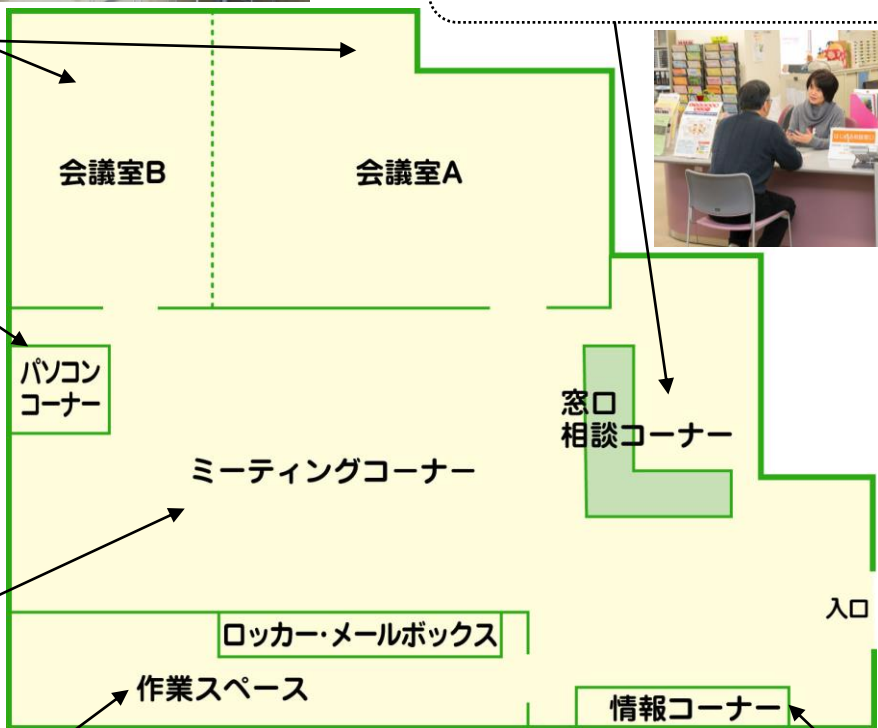 会議室B
会議室A
パソコン
コーナー
窓口
相談コーナー
ミーティングコーナー
入口
ロッカー・メールボックス
作業スペース
情報コーナー